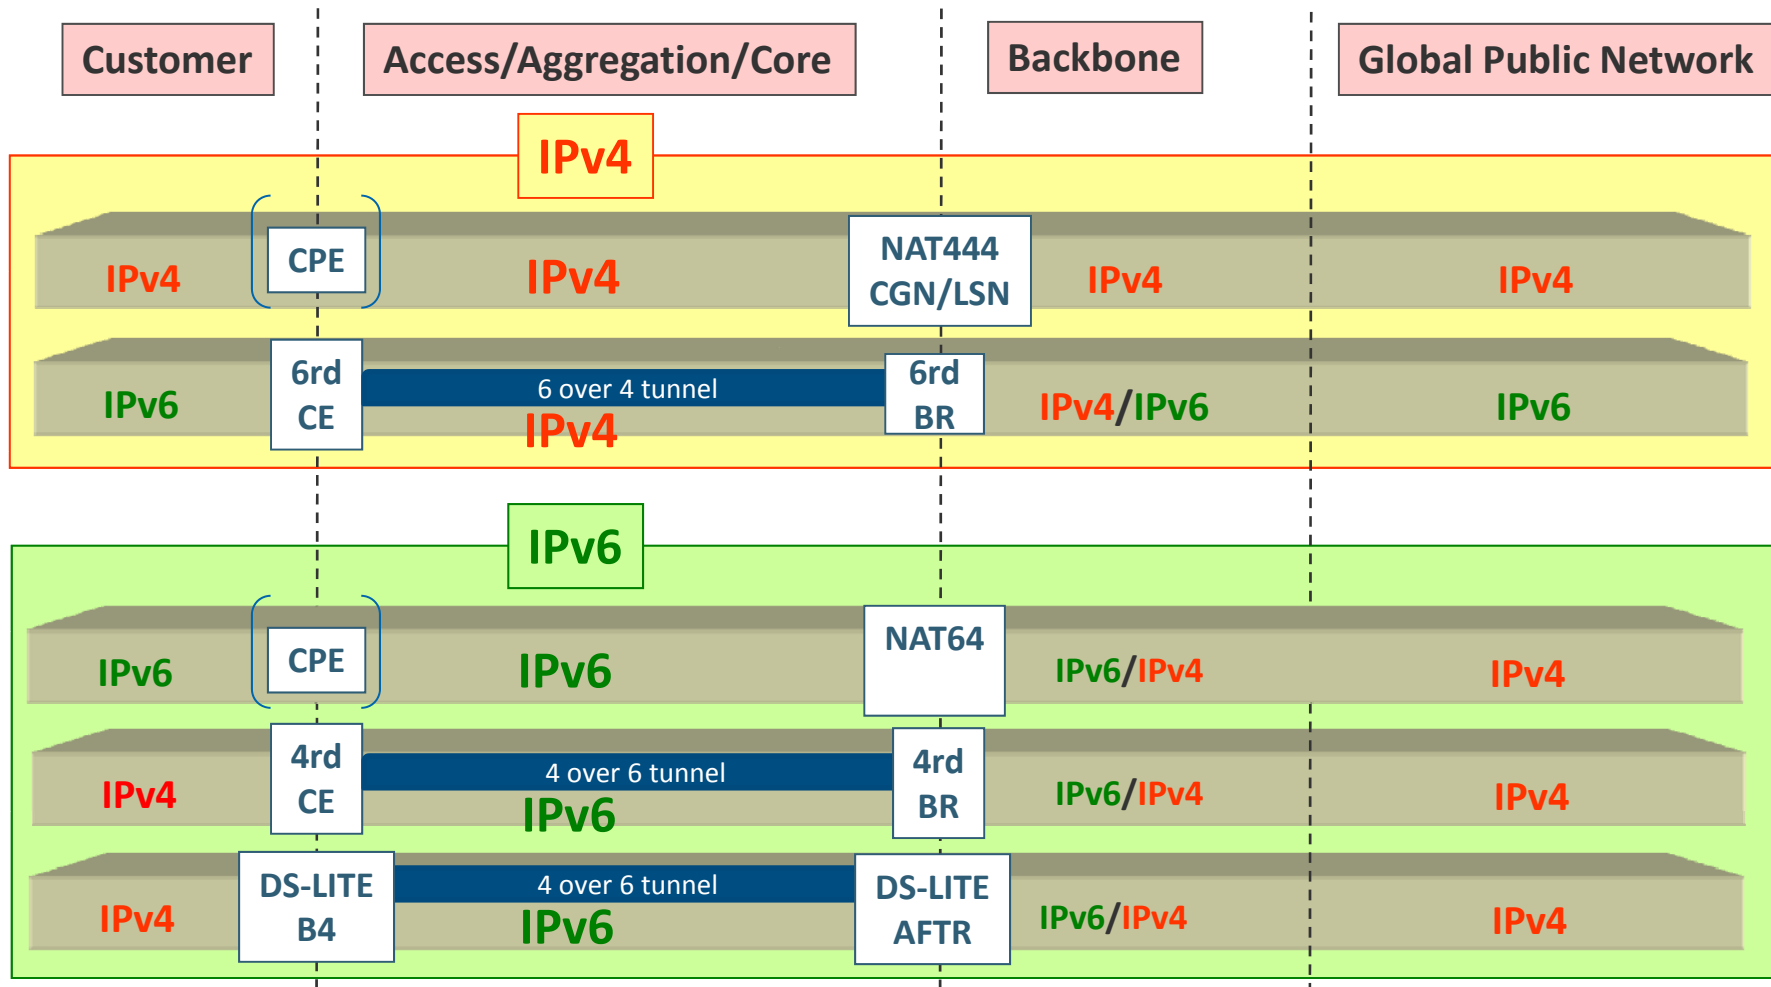 Customer
Access/Aggregation/Core
Backbone
Global Public Network
IPv4
IPv4
CPE
IPv4
NAT444
CGN/LSN
IPv4
IPv4
IPv6
6rd
CE
6 over 4 tunnel
IPv4
6rd
BR
IPv4/IPv6
IPv6
IPv6
IPv6
CPE
IPv6
NAT64
IPv6/IPv4
IPv4
IPv4
4rd
CE
4 over 6 tunnel
IPv6
4rd
BR
IPv6/IPv4
IPv4
IPv4
DS-LITE
B4
4 over 6 tunnel
IPv6
DS-LITE
AFTR
IPv6/IPv4
IPv4